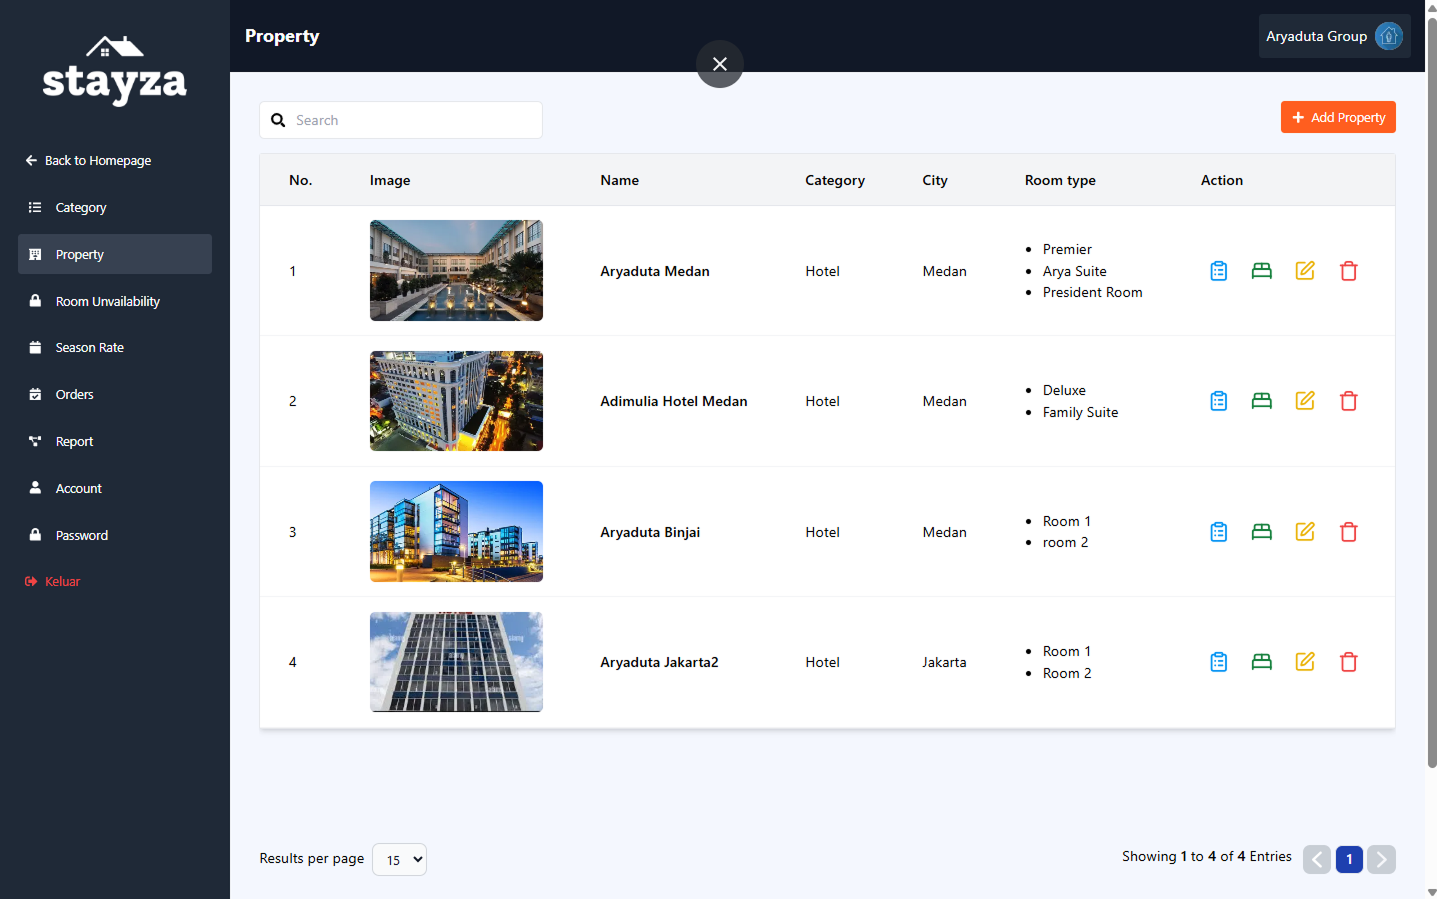 stayza
Back to Homepage
Category
Property
Room Unvailability
Season Rate
Orders
Report
Account
Password
Keluar
Property
Aryaduta Group
Search
Add Property
No. Image Name Category City Room type Action
1 Aryaduta Medan Hotel Medan
Premier
Arya Suite
President Room
2 Adimulia Hotel Medan Hotel Medan
Deluxe
Family Suite
3 Aryaduta Binjai Hotel Medan
Room 1
room 2
4 Aryaduta Jakarta2 Hotel Jakarta
Room 1
Room 2
Results per page 15
Showing 1 to 4 of 4 Entries 1